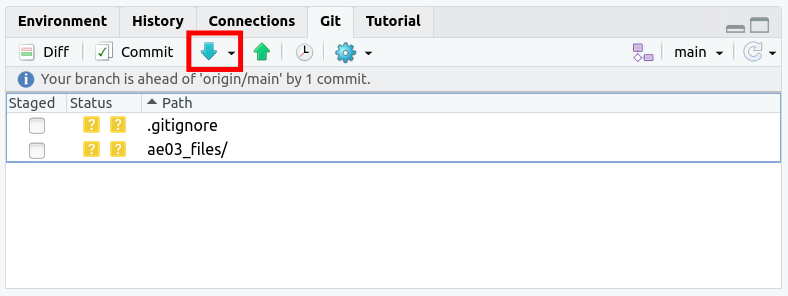 Environment History Connections Git Tutorial
Diff Commit main
Your branch is ahead of 'origin/main' by 1 commit.
Staged Status Path
? ? .gitignore
? ? ae03_files/